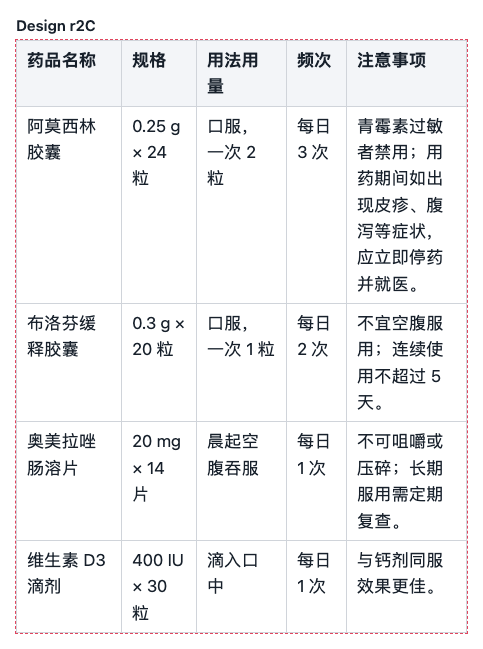 Design r2C
药品名称
规格
用法用
量
频次
注意事项
阿莫西林
胶囊
0.25 g
× 24
粒
口服，
一次 2
粒
每日
3 次
青霉素过敏
者禁用；用
药期间如出
现皮疹、腹
泻等症状，
应立即停药
并就医。
布洛芬缓
释胶囊
0.3 g ×
20 粒
口服，
一次 1 粒
每日
2 次
不宜空腹服
用；连续使
用不超过 5
天。
奥美拉唑
肠溶片
20 mg
× 14
片
晨起空
腹吞服
每日
1 次
不可咀嚼或
压碎；长期
服用需定期
复查。
维生素 D3
滴剂
400 IU
× 30
粒
滴入口
中
每日
1 次
与钙剂同服
效果更佳。